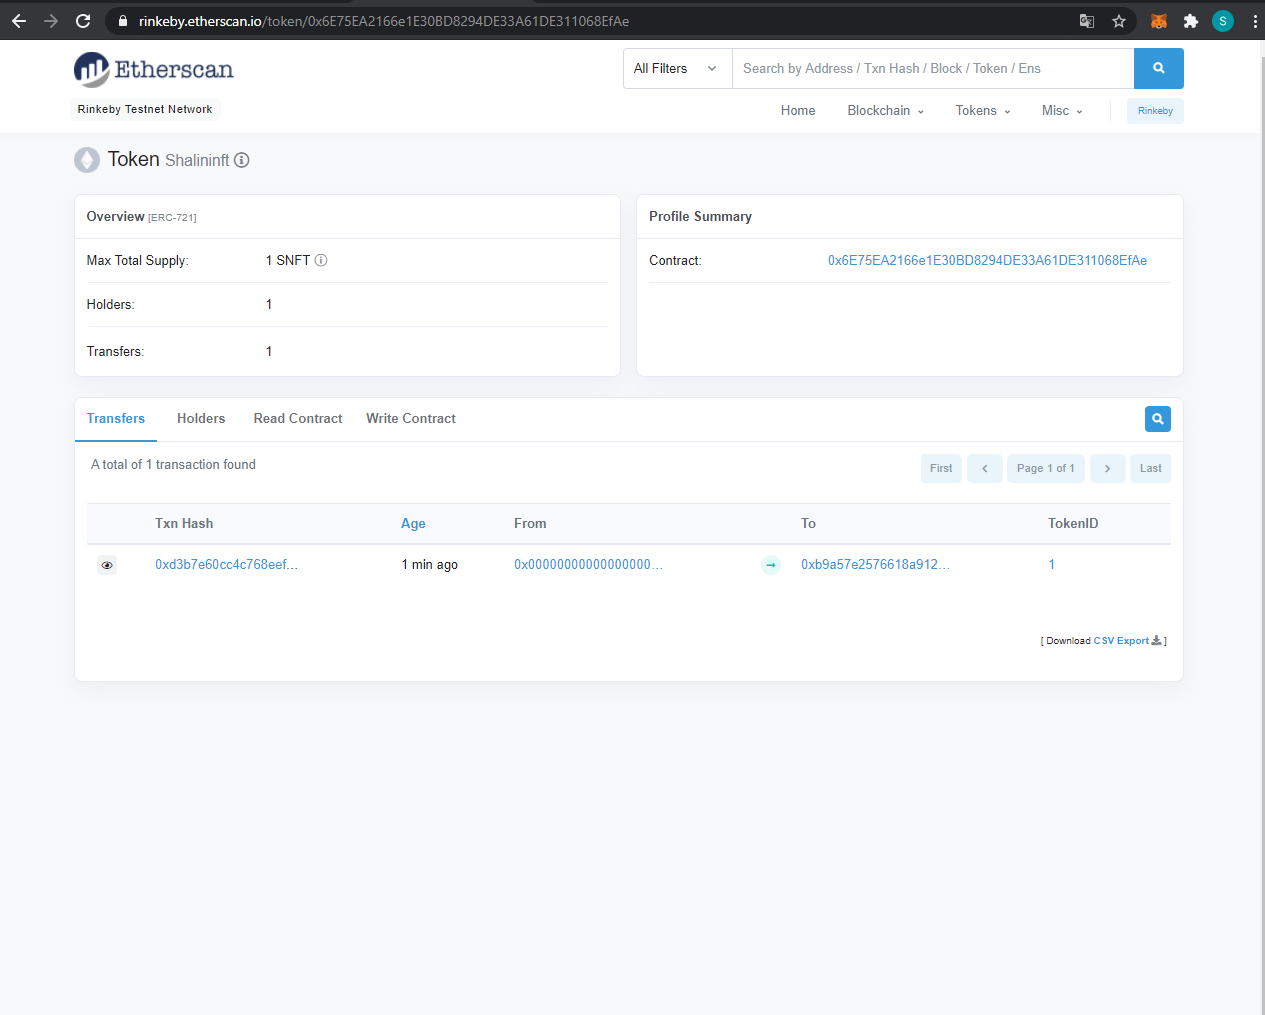 rinkeby.etherscan.io/token/0x6E75EA2166e1E30BD8294DE33A61DE311068EfAe
S
Etherscan
All Filters
Search by Address / Txn Hash / Block / Token / Ens
Rinkeby Testnet Network
Home Blockchain Tokens Misc Rinkeby
Token Shalininft
Overview [ERC-721]
Max Total Supply: 1 SNFT
Holders: 1
Transfers: 1
Profile Summary
Contract: 0x6E75EA2166e1E30BD8294DE33A61DE311068EfAe
Transfers Holders Read Contract Write Contract
A total of 1 transaction found
First Page 1 of 1 Last
Txn Hash Age From To TokenID
0xd3b7e60cc4c768eef... 1 min ago 0x00000000000000000... 0xb9a57e2576618a912... 1
[ Download CSV Export ]